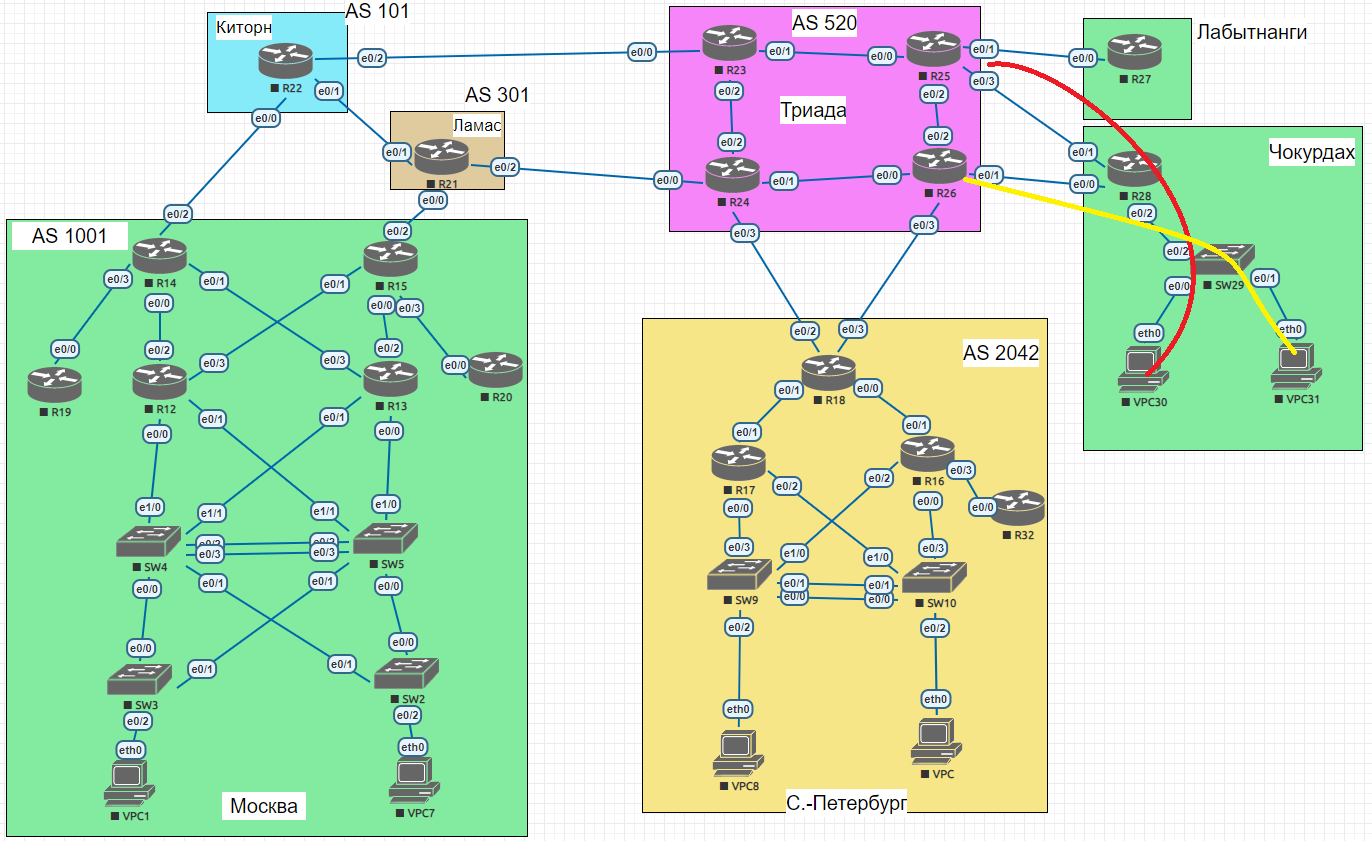 AS 101
Киторн
R22
e0/2
e0/1
e0/0
AS 301
Ламас
R21
e0/1
e0/2
e0/0
AS 520
Триада
R23
e0/0
e0/1
e0/2
R25
e0/0
e0/1
e0/3
e0/2
R24
e0/2
e0/0
e0/1
e0/3
R26
e0/2
e0/0
e0/1
e0/3
Лабытнанги
R27
e0/0
Чокурдах
R28
e0/1
e0/0
e0/2
SW29
e0/2
e0/0
e0/1
eth0
VPC30
eth0
VPC31
AS 1001
R14
e0/2
e0/3
e0/1
e0/0
R15
e0/2
e0/1
e0/0
e0/3
R19
e0/0
R12
e0/2
e0/3
e0/1
e0/0
R13
e0/3
e0/2
e0/1
e0/0
R20
e0/0
SW4
e1/0
e1/1
e0/3
e0/0
e0/1
SW5
e1/1
e1/0
e0/3
e0/1
e0/0
SW3
e0/0
e0/1
e0/2
SW2
e0/1
e0/0
e0/2
eth0
VPC1
eth0
VPC7
Москва
AS 2042
R18
e0/2
e0/3
e0/1
e0/0
R17
e0/1
e0/2
e0/0
R16
e0/1
e0/2
e0/0
e0/3
R32
e0/0
SW9
e0/3
e1/0
e0/1
e0/0
e0/2
SW10
e1/0
e0/3
e0/1
e0/0
e0/2
eth0
VPC8
eth0
VPC
С.-Петербург